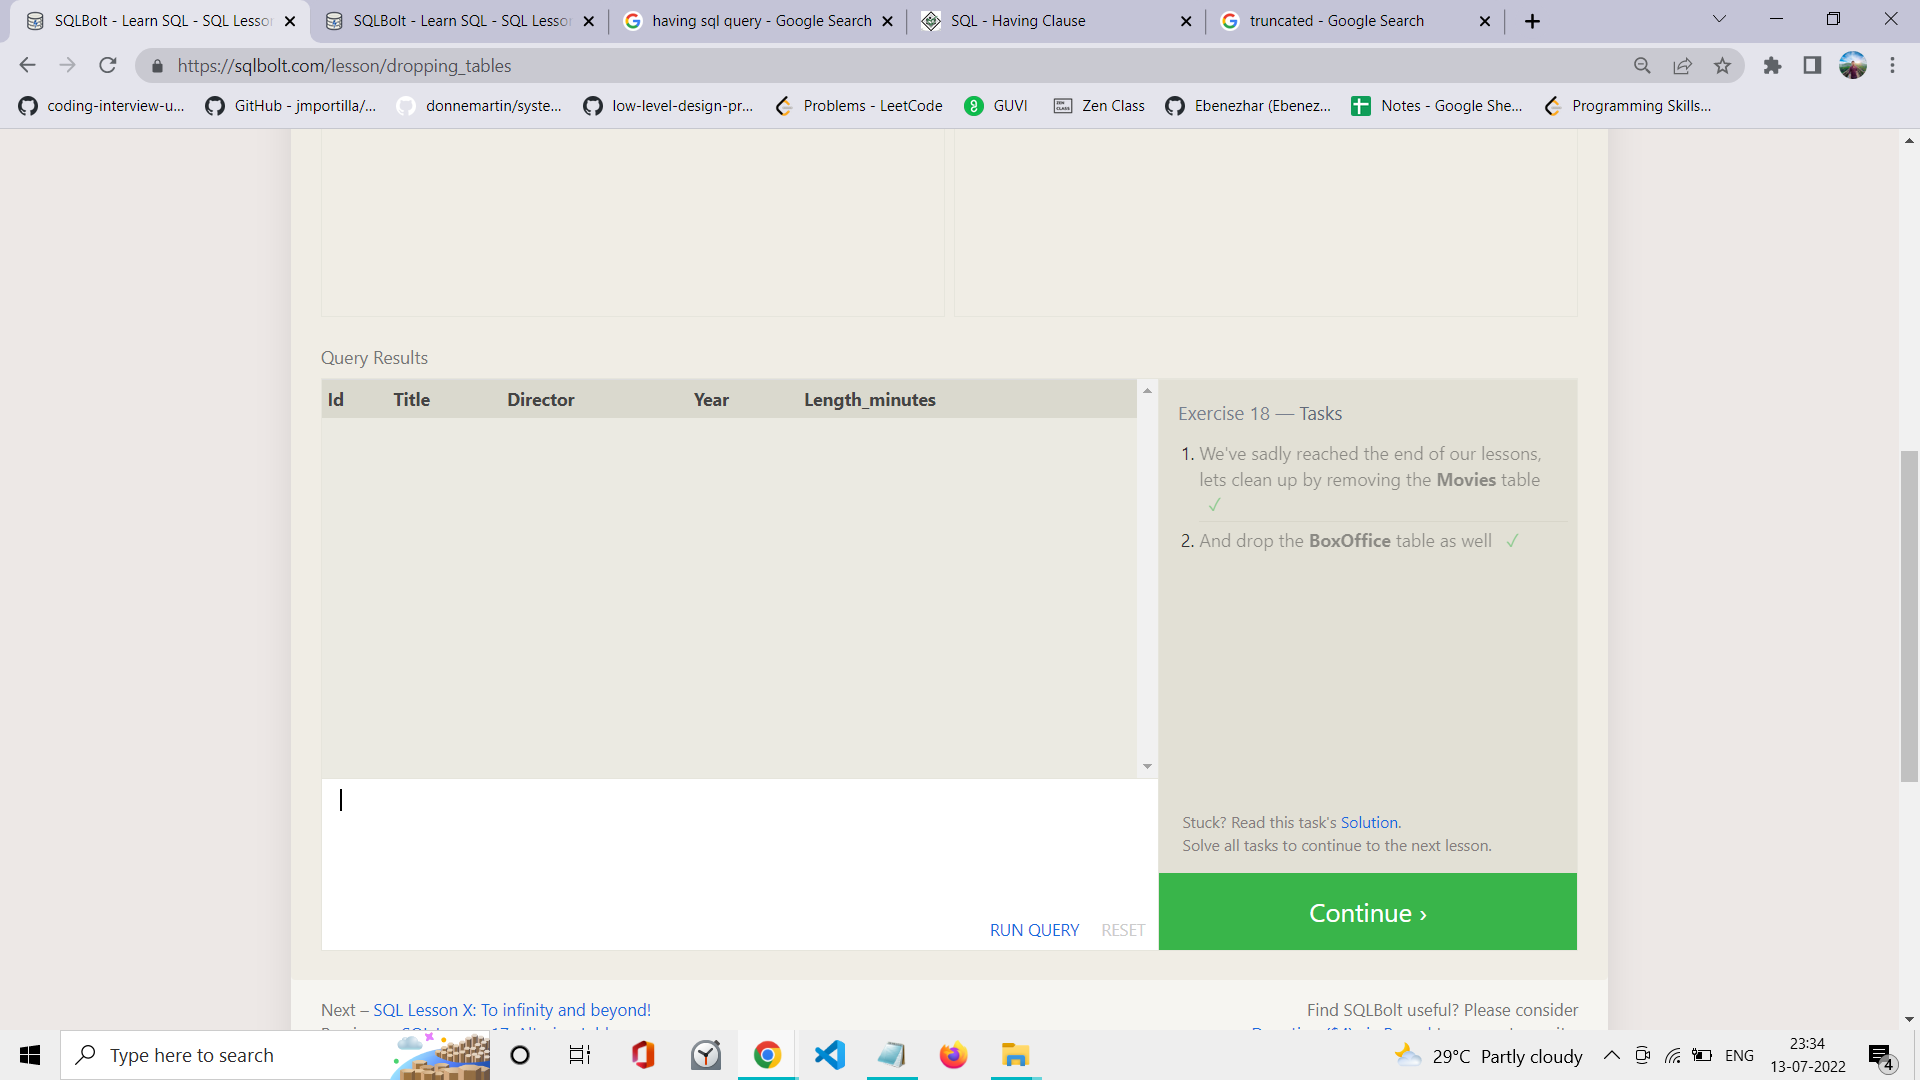 SQLBolt - Learn SQL - SQL Lesson
SQLBolt - Learn SQL - SQL Lesson
having sql query - Google Search
SQL - Having Clause
truncated - Google Search
https://sqlbolt.com/lesson/dropping_tables
coding-interview-u...
GitHub - jmportilla/...
donnemartin/syste...
low-level-design-pr...
Problems - LeetCode
GUVI
Zen Class
Ebenezhar (Ebenez...
Notes - Google She...
Programming Skills...
Query Results
Id Title Director Year Length_minutes
Exercise 18 — Tasks
1. We've sadly reached the end of our lessons,
lets clean up by removing the Movies table
✓
2. And drop the BoxOffice table as well ✓
Stuck? Read this task's Solution.
Solve all tasks to continue to the next lesson.
RUN QUERY RESET
Continue ›
Next – SQL Lesson X: To infinity and beyond!
Find SQLBolt useful? Please consider
Type here to search
29°C Partly cloudy
ENG
23:34
13-07-2022
4